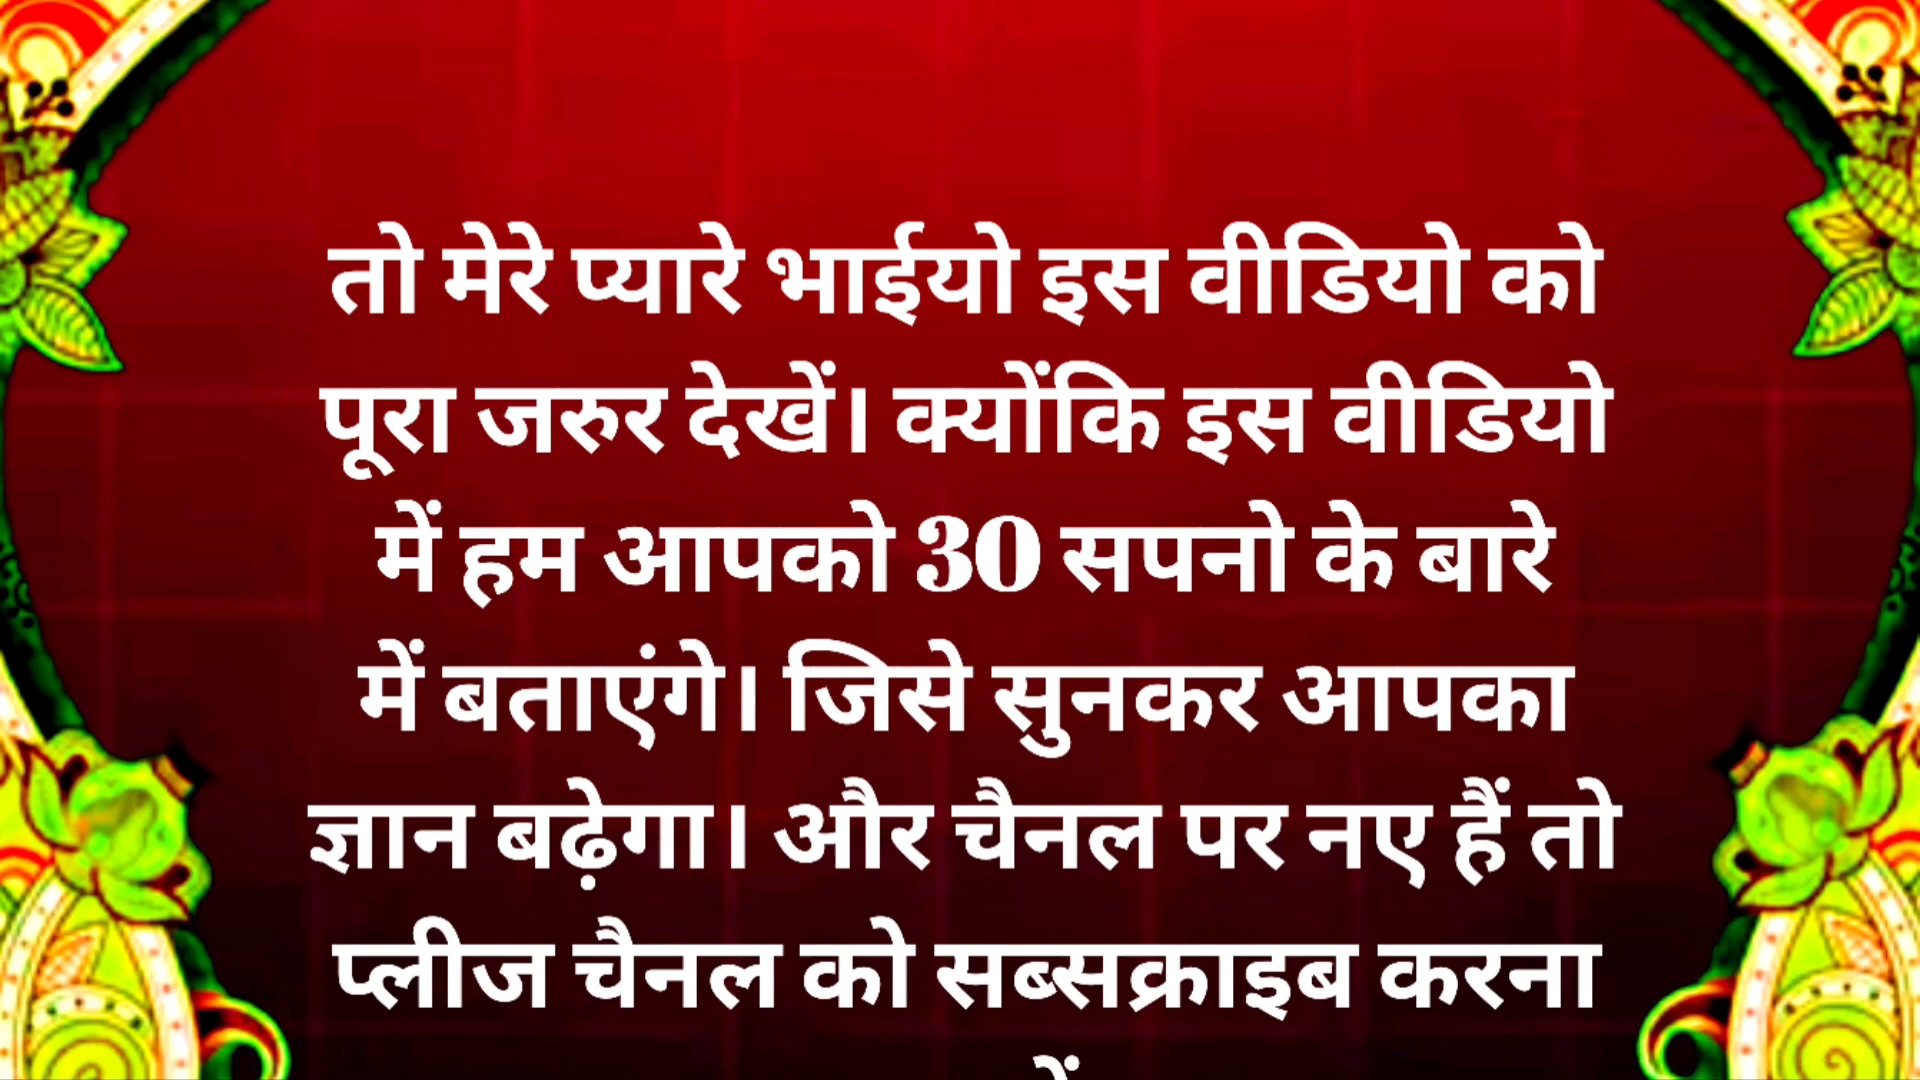 तो मेरे प्यारे भाईयो इस वीडियो को
पूरा जरुर देखें। क्योंकि इस वीडियो
में हम आपको 30 सपनो के बारे
में बताएंगे। जिसे सुनकर आपका
ज्ञान बढ़ेगा। और चैनल पर नए हैं तो
प्लीज चैनल को सब्सक्राइब करना